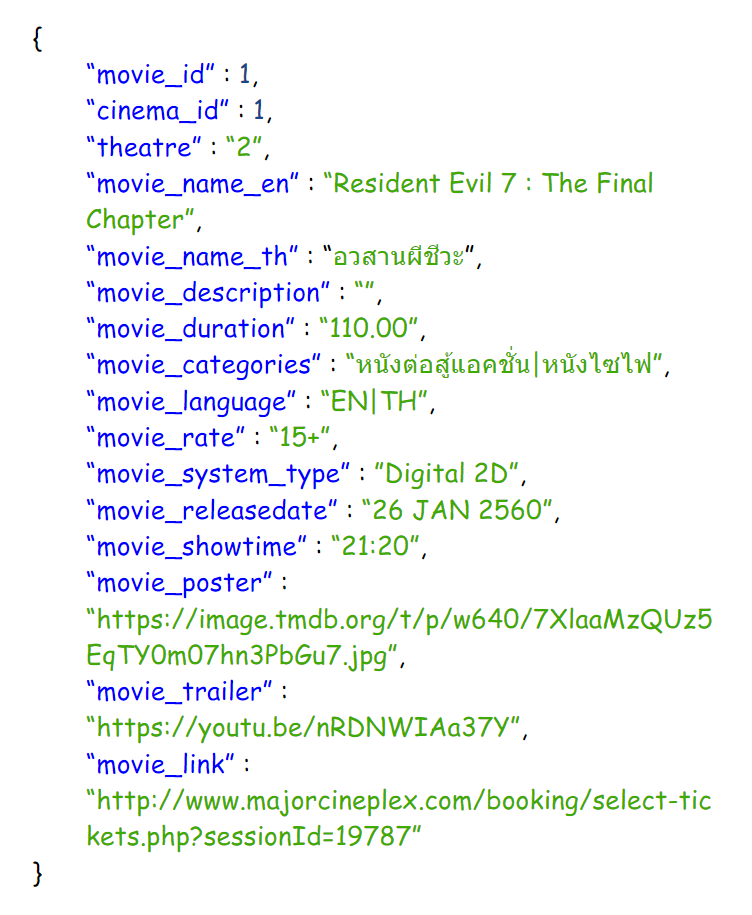 {
“movie_id” : 1,
“cinema_id” : 1,
“theatre” : “2”,
“movie_name_en” : “Resident Evil 7 : The Final
Chapter”,
“movie_name_th” : “อวสานผีชีวะ”,
“movie_description” : “”,
“movie_duration” : “110.00”,
“movie_categories” : “หนังต่อสู้แอคชั่น|หนังไซไฟ”,
“movie_language” : “EN|TH”,
“movie_rate” : “15+”,
“movie_system_type” : ”Digital 2D”,
“movie_releasedate” : “26 JAN 2560”,
“movie_showtime” : “21:20”,
“movie_poster” :
“https://image.tmdb.org/t/p/w640/7XlaaMzQUz5
EqTY0m07hn3PbGu7.jpg”,
“movie_trailer” :
“https://youtu.be/nRDNWIAa37Y”,
“movie_link” :
“http://www.majorcineplex.com/booking/select-tic
kets.php?sessionId=19787”
}